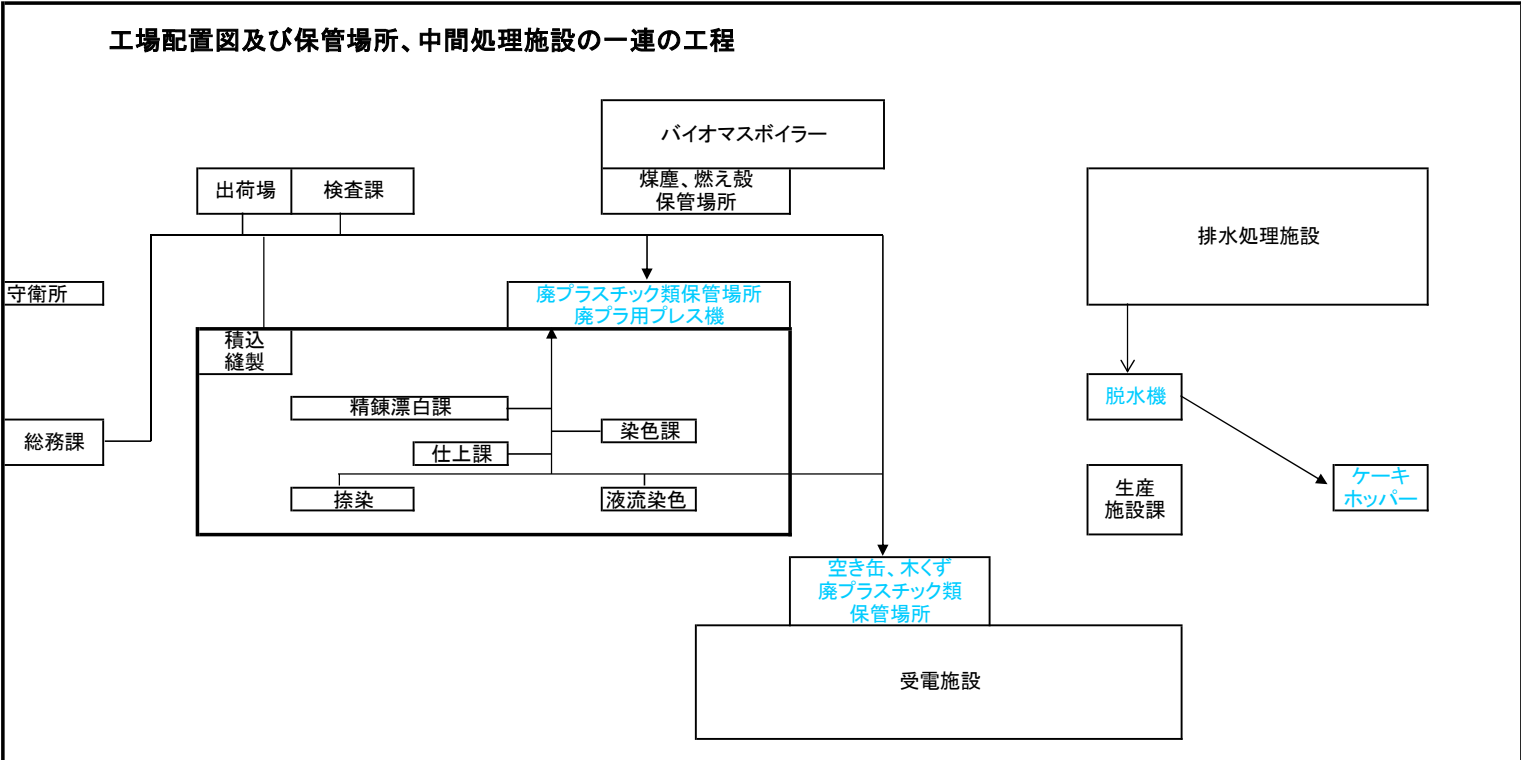 工場配置図及び保管場所、中間処理施設の一連の工程
バイオマスボイラー
煤塵、燃え殻
保管場所
出荷場
検査課
排水処理施設
守衛所
廃プラスチック類保管場所
廃プラ用プレス機
積込
縫製
精錬漂白課
脱水機
染色課
総務課
仕上課
捺染
液流染色
生産
施設課
ケーキ
ホッパー
空き缶、木くず
廃プラスチック類
保管場所
受電施設